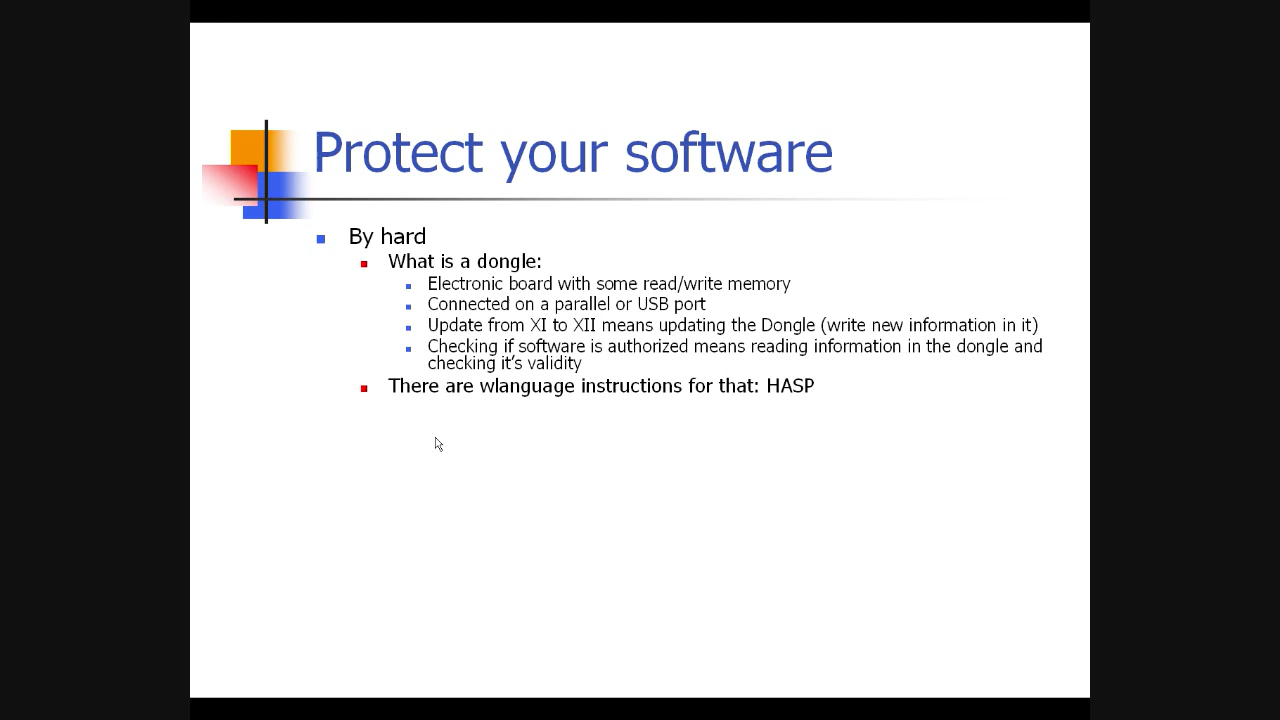 Protect your software
By hard
What is a dongle:
Electronic board with some read/write memory
Connected on a parallel or USB port
Update from XI to XII means updating the Dongle (write new information in it)
Checking if software is authorized means reading information in the dongle and
checking it's validity
There are wlanguage instructions for that: HASP